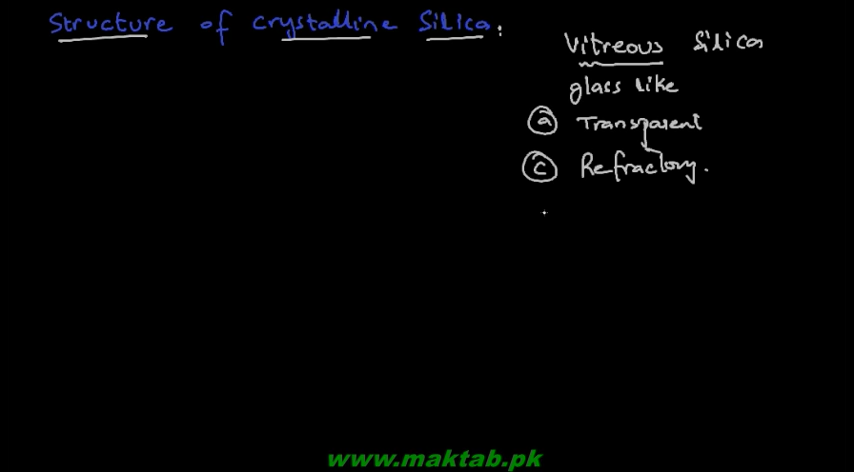 Structure of Crystalline Silica:
Vitreous Silica
glass like
(a) Transparent
(c) Refractory.
www.maktab.pk